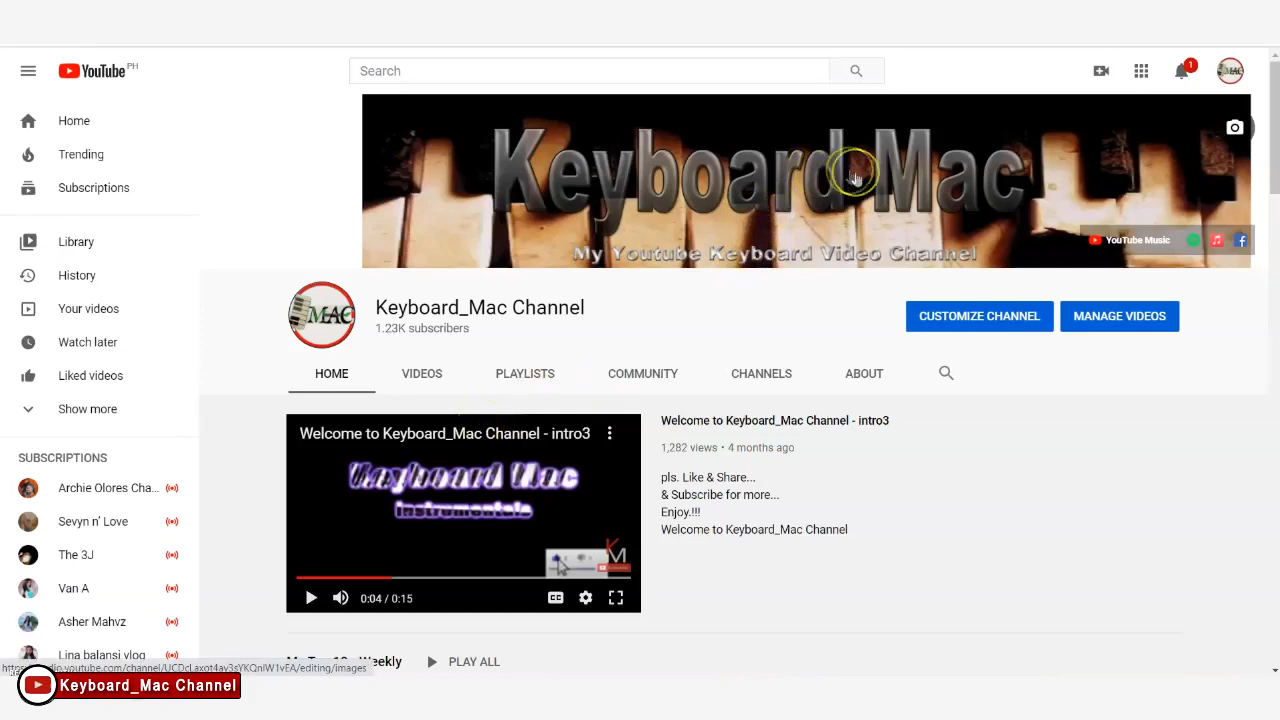 YouTube PH
Search
1
MAC
Home
Trending
Subscriptions
Library
History
Your videos
Watch later
Liked videos
Show more
SUBSCRIPTIONS
Archie Olores Cha...
Sevyn n' Love
The 3J
Van A
Asher Mahvz
Lina balansi vlog
Keyboard Mac
My Youtube Keyboard Video Channel
YouTube Music
MAC
Keyboard_Mac Channel
1.23K subscribers
CUSTOMIZE CHANNEL
MANAGE VIDEOS
HOME VIDEOS PLAYLISTS COMMUNITY CHANNELS ABOUT
Welcome to Keyboard_Mac Channel - intro3
Keyboard Mac
instrumentals
KM
0:04 / 0:15
Welcome to Keyboard_Mac Channel - intro3
1,282 views • 4 months ago
pls. Like & Share...
& Subscribe for more...
Enjoy.!!!
Welcome to Keyboard_Mac Channel
Weekly
PLAY ALL
Keyboard_Mac Channel